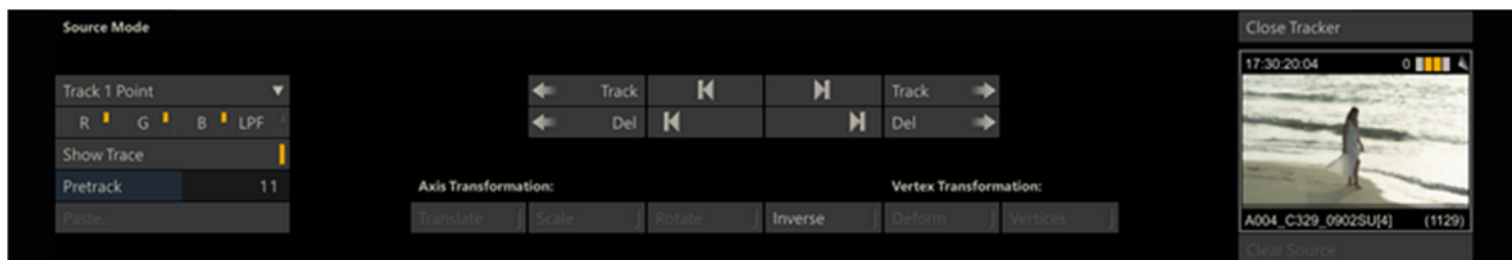 Source Mode
Close Tracker
17:30:20:04 0
Track 1 Point
Track Track
R G B LPF
Del Del
Show Trace
Pretrack 11
Axis Transformation: Vertex Transformation:
Paste..
Translate Scale Rotate Inverse Deform Vertices
A004_C329_0902SU[4] (1129)
Clear Source